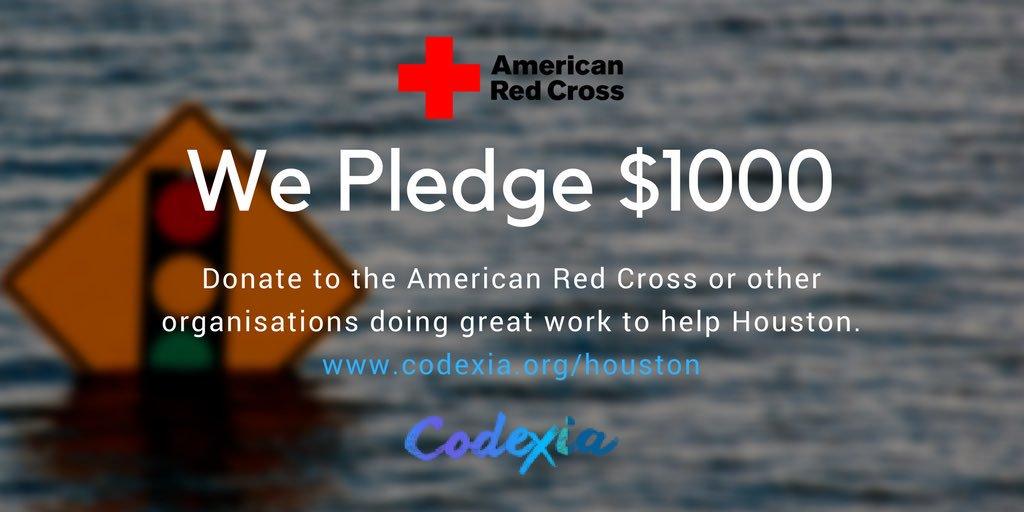 American
Red Cross
We Pledge $1000
Donate to the American Red Cross or other
organisations doing great work to help Houston.
www.codexia.org/houston
Codexia